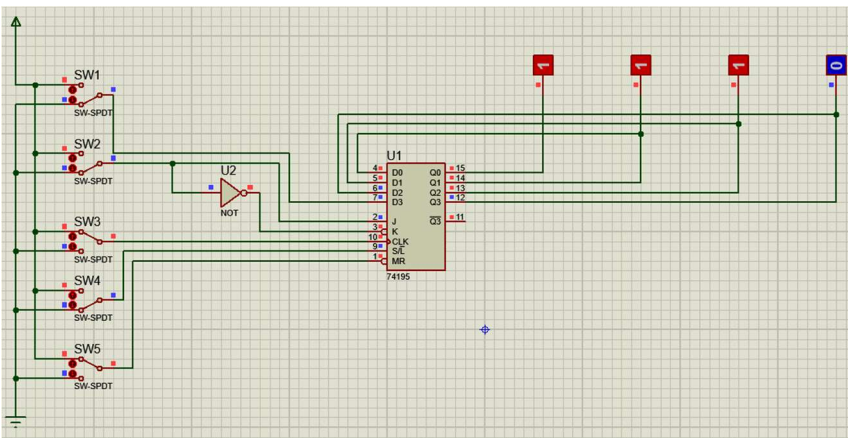 1
1
1
0
SW1
SW-SPDT
SW2
SW-SPDT
U2
NOT
SW3
SW-SPDT
SW4
SW-SPDT
SW5
SW-SPDT
U1
4 D0 Q0 15
5 D1 Q1 14
6 D2 Q2 13
7 D3 Q3 12
2 J Q3 11
3 K
10 CLK
9 S/L
1 MR
74195